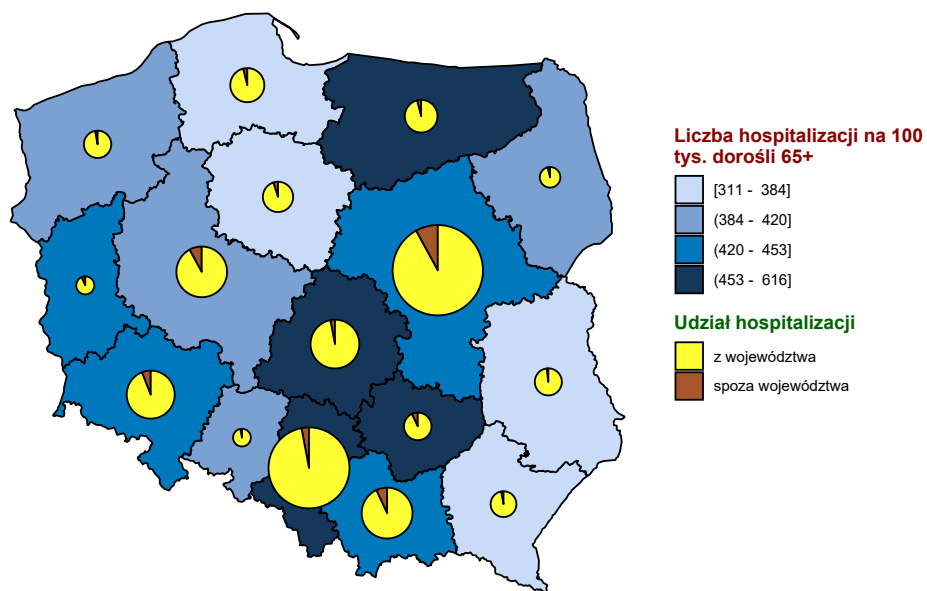 Liczba hospitalizacji na 100
tys. dorośli 65+
[311 - 384]
(384 - 420]
(420 - 453]
(453 - 616]
Udział hospitalizacji
z województwa
spoza województwa